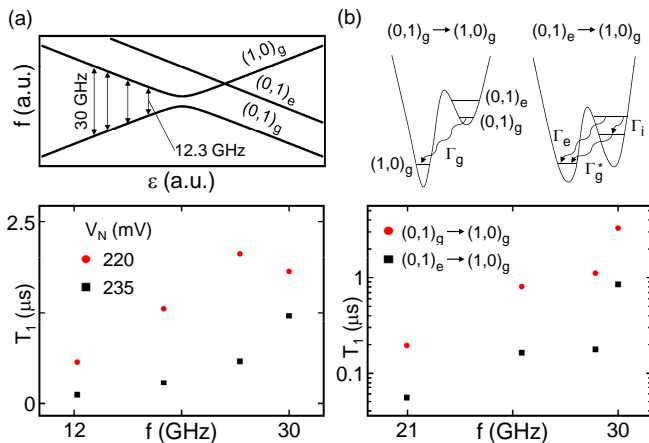 (a)
f (a.u.)
30 GHz
(1,0)g
(0,1)e
(0,1)g
12.3 GHz
ε (a.u.)
2.5
V_N (mV)
220
235
T₁ (μs)
0
12
f (GHz)
30
(b)
(0,1)g→(1,0)g
(0,1)e→(1,0)g
(0,1)e
(0,1)g
(1,0)g
Γg
Γe
Γi
Γg*
(0,1)g→(1,0)g
(0,1)e→(1,0)g
1
0.1
T₁ (μs)
21
f (GHz)
30